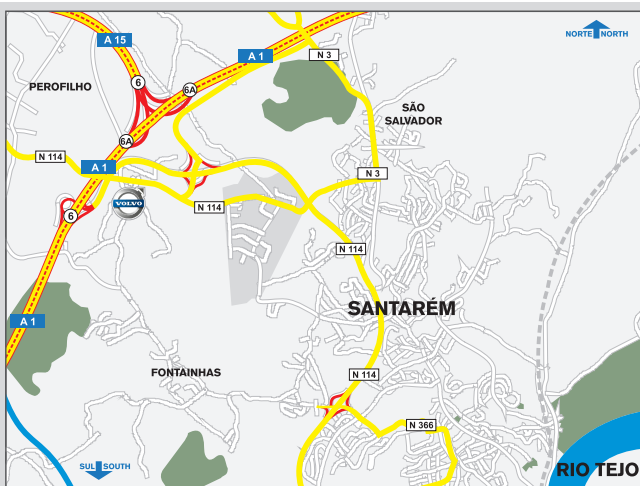 A 15
NORTE NORTH
A 1
N 3
6
6A
PEROFILHO
SÃO
SALVADOR
6A
N 114
A 1
N 3
VOLVO
N 114
6
N 114
SANTARÉM
A 1
FONTAINHAS
N 114
N 366
SUL SOUTH
RIO TEJO